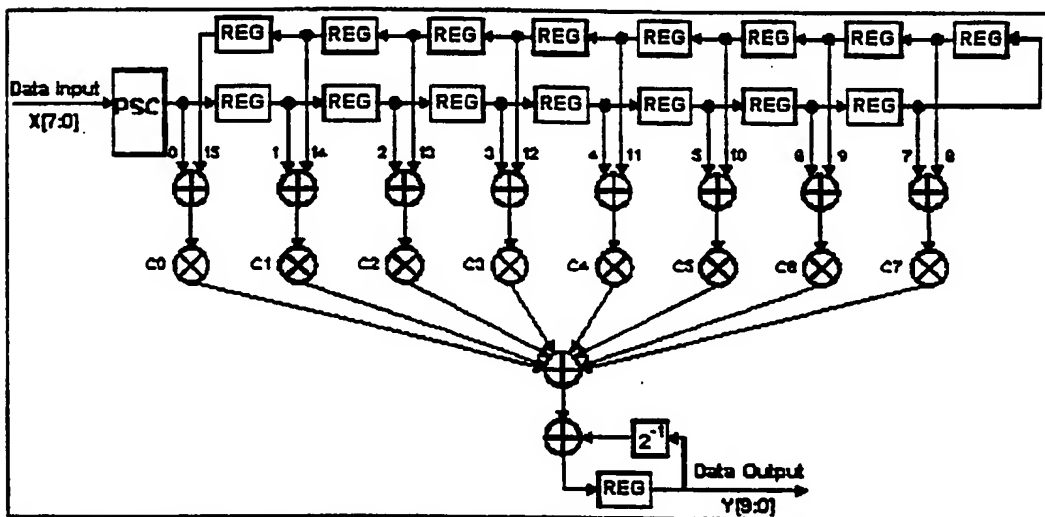 REG REG REG REG REG REG REG REG
Data Input
X[7:0]
PSC
REG REG REG REG REG REG REG
0 15 1 14 2 13 3 12 4 11 5 10 6 9 7 8
C0 C1 C2 C3 C4 C5 C6 C7
2⁻¹
REG
Data Output
Y[9:0]